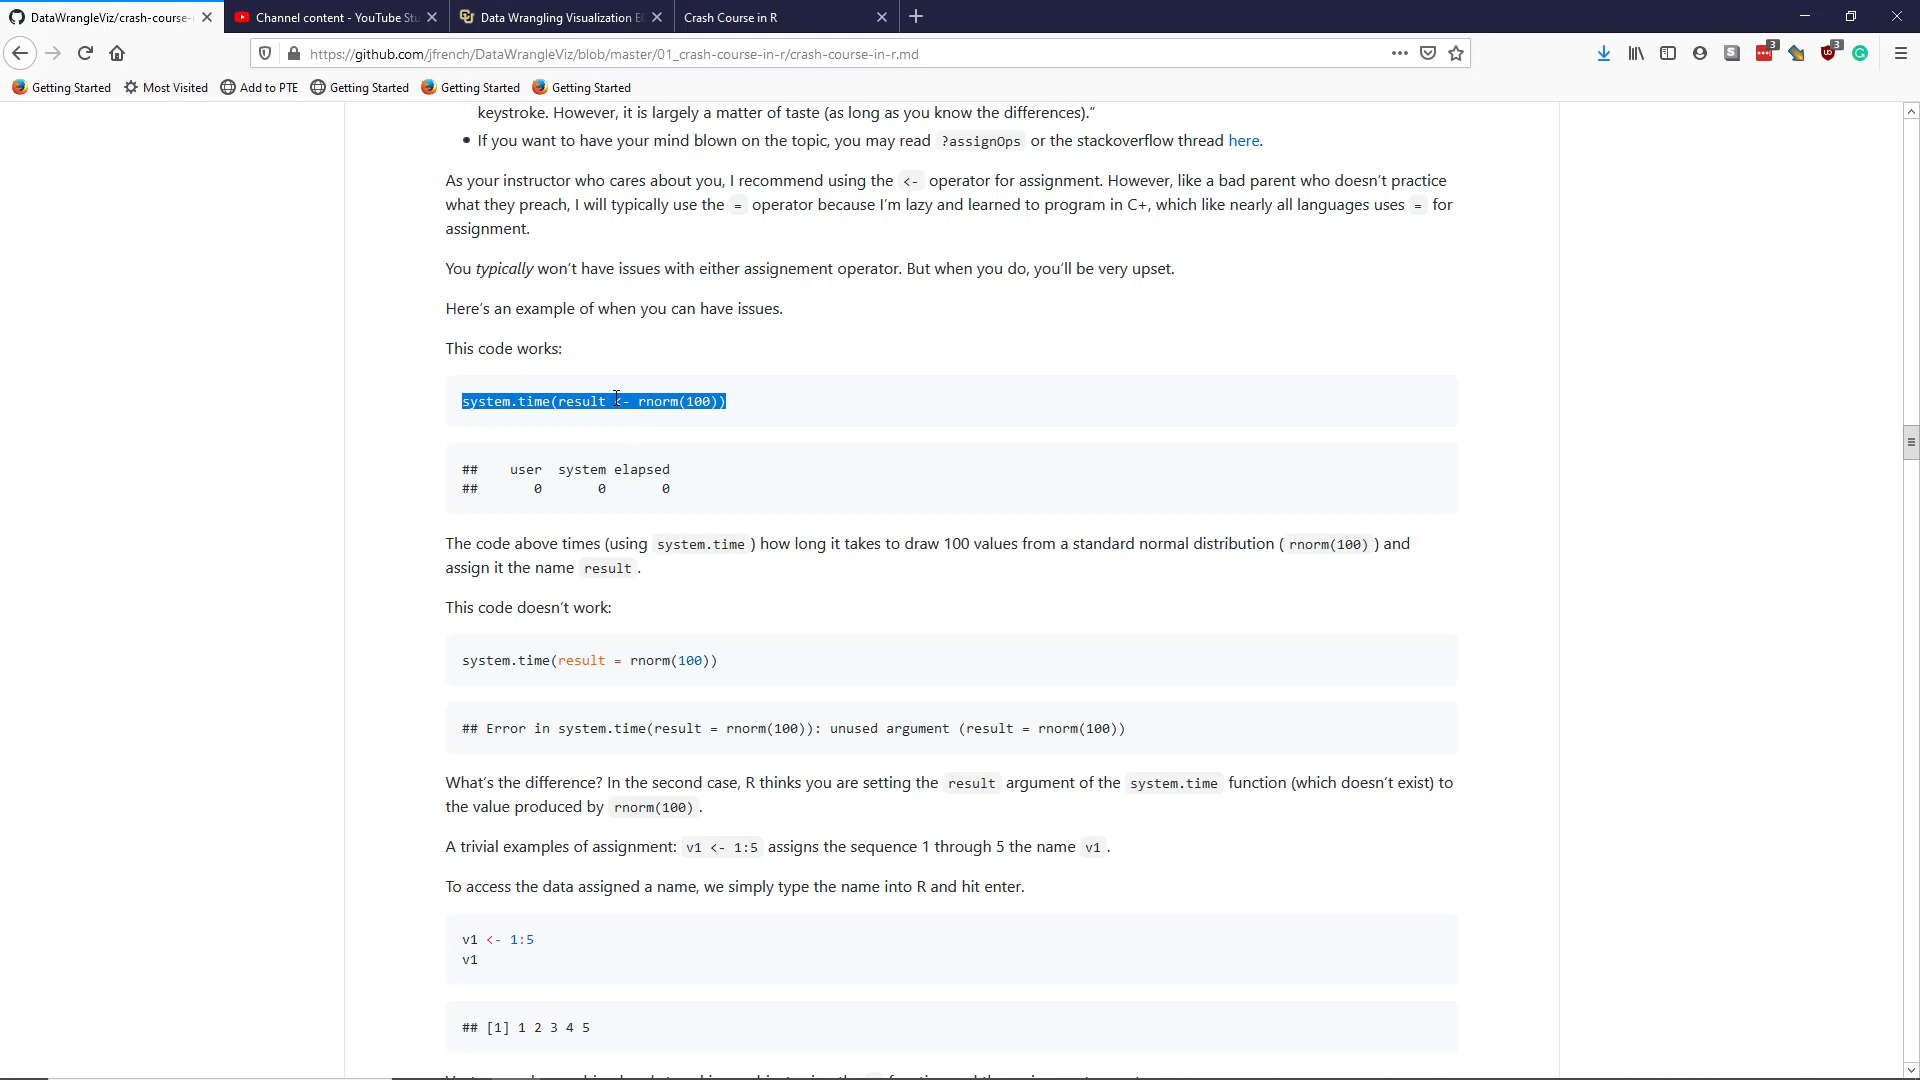 DataWrangleViz/crash-course-
Channel content - YouTube Stu
Data Wrangling Visualization E
Crash Course in R
https://github.com/jfrench/DataWrangleViz/blob/master/01_crash-course-in-r/crash-course-in-r.md
3
3
Getting Started
Most Visited
Add to PTE
Getting Started
Getting Started
Getting Started
keystroke. However, it is largely a matter of taste (as long as you know the differences).”
• If you want to have your mind blown on the topic, you may read ?assignOps or the stackoverflow thread here.
As your instructor who cares about you, I recommend using the <- operator for assignment. However, like a bad parent who doesn’t practice
what they preach, I will typically use the = operator because I’m lazy and learned to program in C+, which like nearly all languages uses = for
assignment.
You typically won’t have issues with either assignement operator. But when you do, you’ll be very upset.
Here’s an example of when you can have issues.
This code works:
system.time(result <- rnorm(100))
## user system elapsed
## 0 0 0
The code above times (using system.time ) how long it takes to draw 100 values from a standard normal distribution ( rnorm(100) ) and
assign it the name result .
This code doesn’t work:
system.time(result = rnorm(100))
## Error in system.time(result = rnorm(100)): unused argument (result = rnorm(100))
What’s the difference? In the second case, R thinks you are setting the result argument of the system.time function (which doesn’t exist) to
the value produced by rnorm(100) .
A trivial examples of assignment: v1 <- 1:5 assigns the sequence 1 through 5 the name v1 .
To access the data assigned a name, we simply type the name into R and hit enter.
v1 <- 1:5
v1
## [1] 1 2 3 4 5